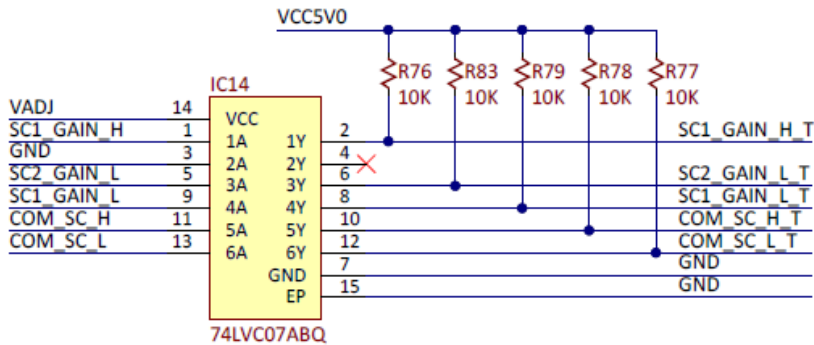 VCC5V0
R76 R83 R79 R78 R77
10K 10K 10K 10K 10K
IC14
VADJ 14 VCC
SC1_GAIN_H 1 1A 1Y 2 SC1_GAIN_H_T
GND 3 2A 2Y 4
SC2_GAIN_L 5 3A 3Y 6 SC2_GAIN_L_T
SC1_GAIN_L 9 4A 4Y 8 SC1_GAIN_L_T
COM_SC_H 11 5A 5Y 10 COM_SC_H_T
COM_SC_L 13 6A 6Y 12 COM_SC_L_T
GND 7 GND
EP 15 GND
74LVC07ABQ